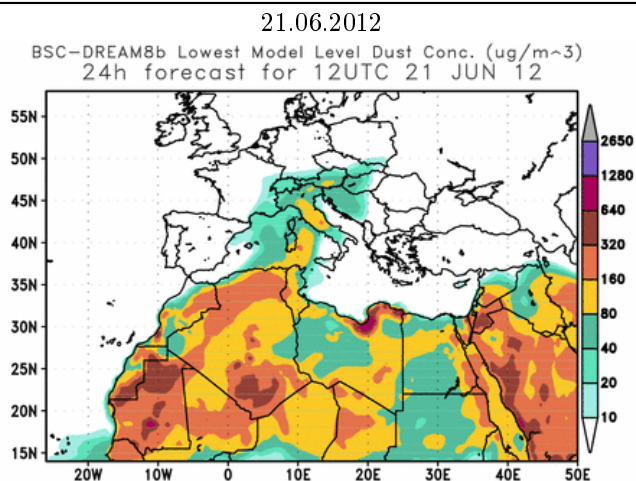 21.06.2012
BSC-DREAM8b Lowest Model Level Dust Conc. (ug/m^3)
24h forecast for 12UTC 21 JUN 12
55N
50N
45N
40N
35N
30N
25N
20N
15N
20W 10W 0 10E 20E 30E 40E 50E
2650
1280
640
320
160
80
40
20
10